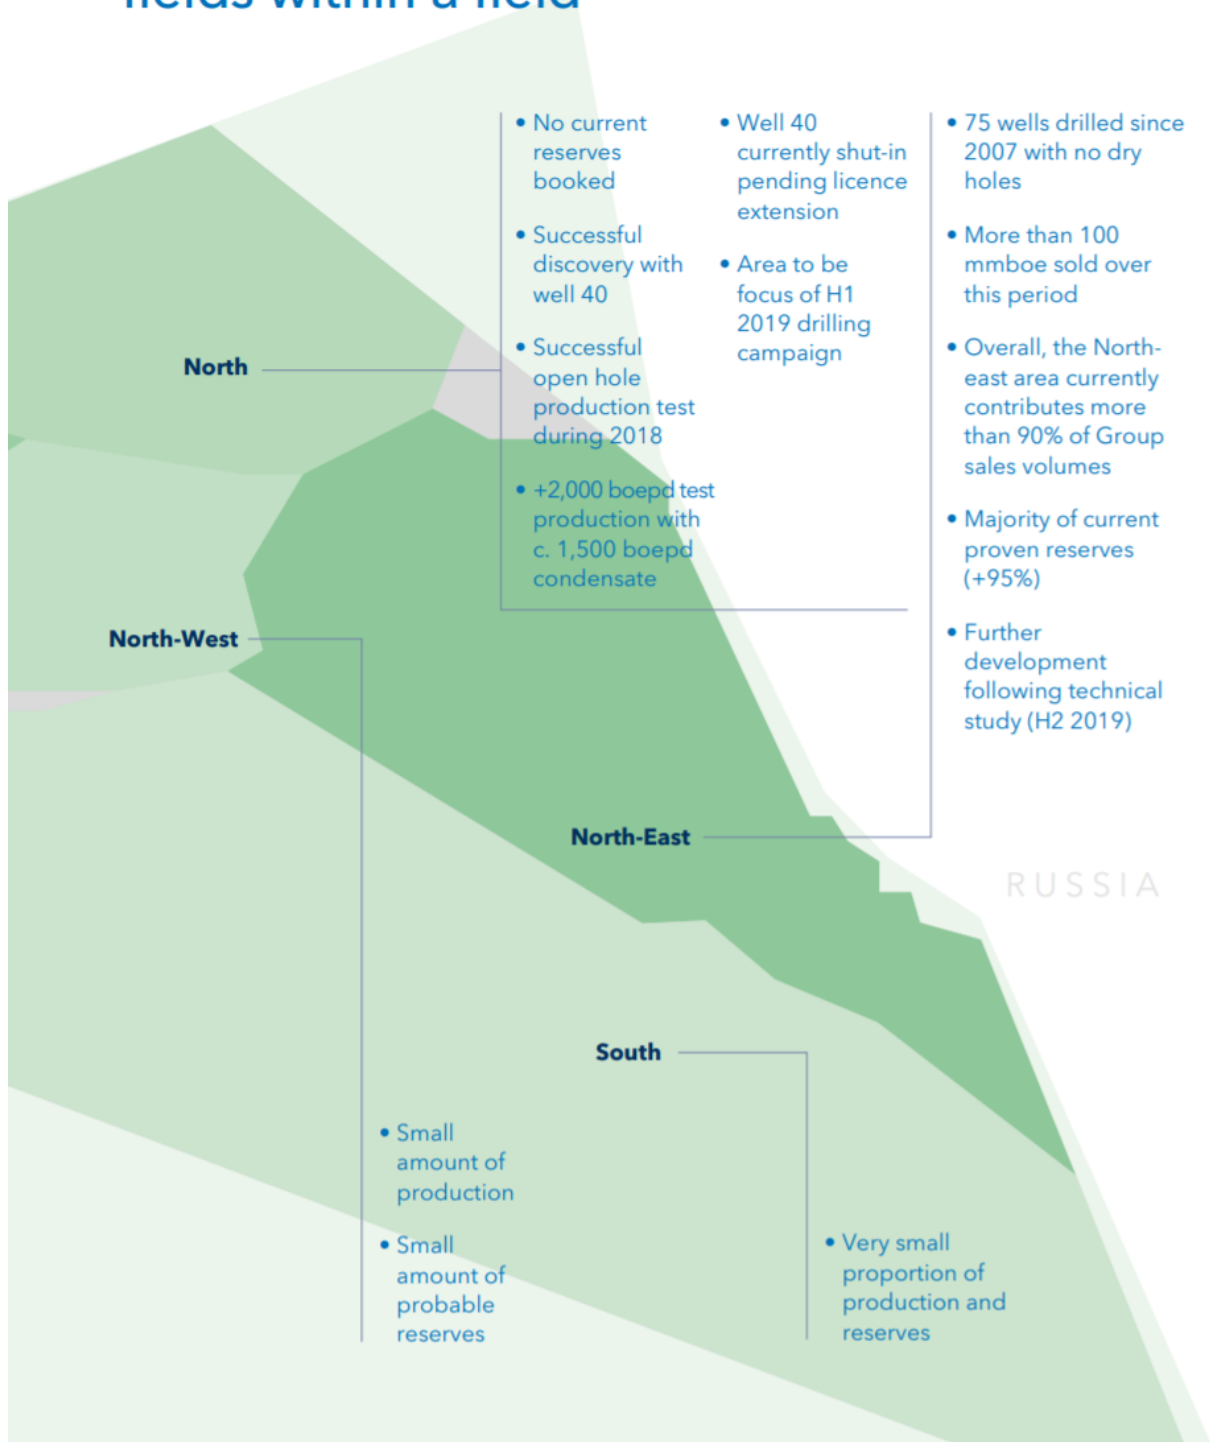 fields within a field
• No current
reserves
booked
• Successful
discovery with
well 40
• Successful
open hole
production test
during 2018
• +2,000 boepd test
production with
c. 1,500 boepd
condensate
• Well 40
currently shut-in
pending licence
extension
• Area to be
focus of H1
2019 drilling
campaign
• 75 wells drilled since
2007 with no dry
holes
• More than 100
mmboe sold over
this period
• Overall, the North-
east area currently
contributes more
than 90% of Group
sales volumes
• Majority of current
proven reserves
(+95%)
• Further
development
following technical
study (H2 2019)
North
North-West
North-East
RUSSIA
South
• Small
amount of
production
• Small
amount of
probable
reserves
• Very small
proportion of
production and
reserves